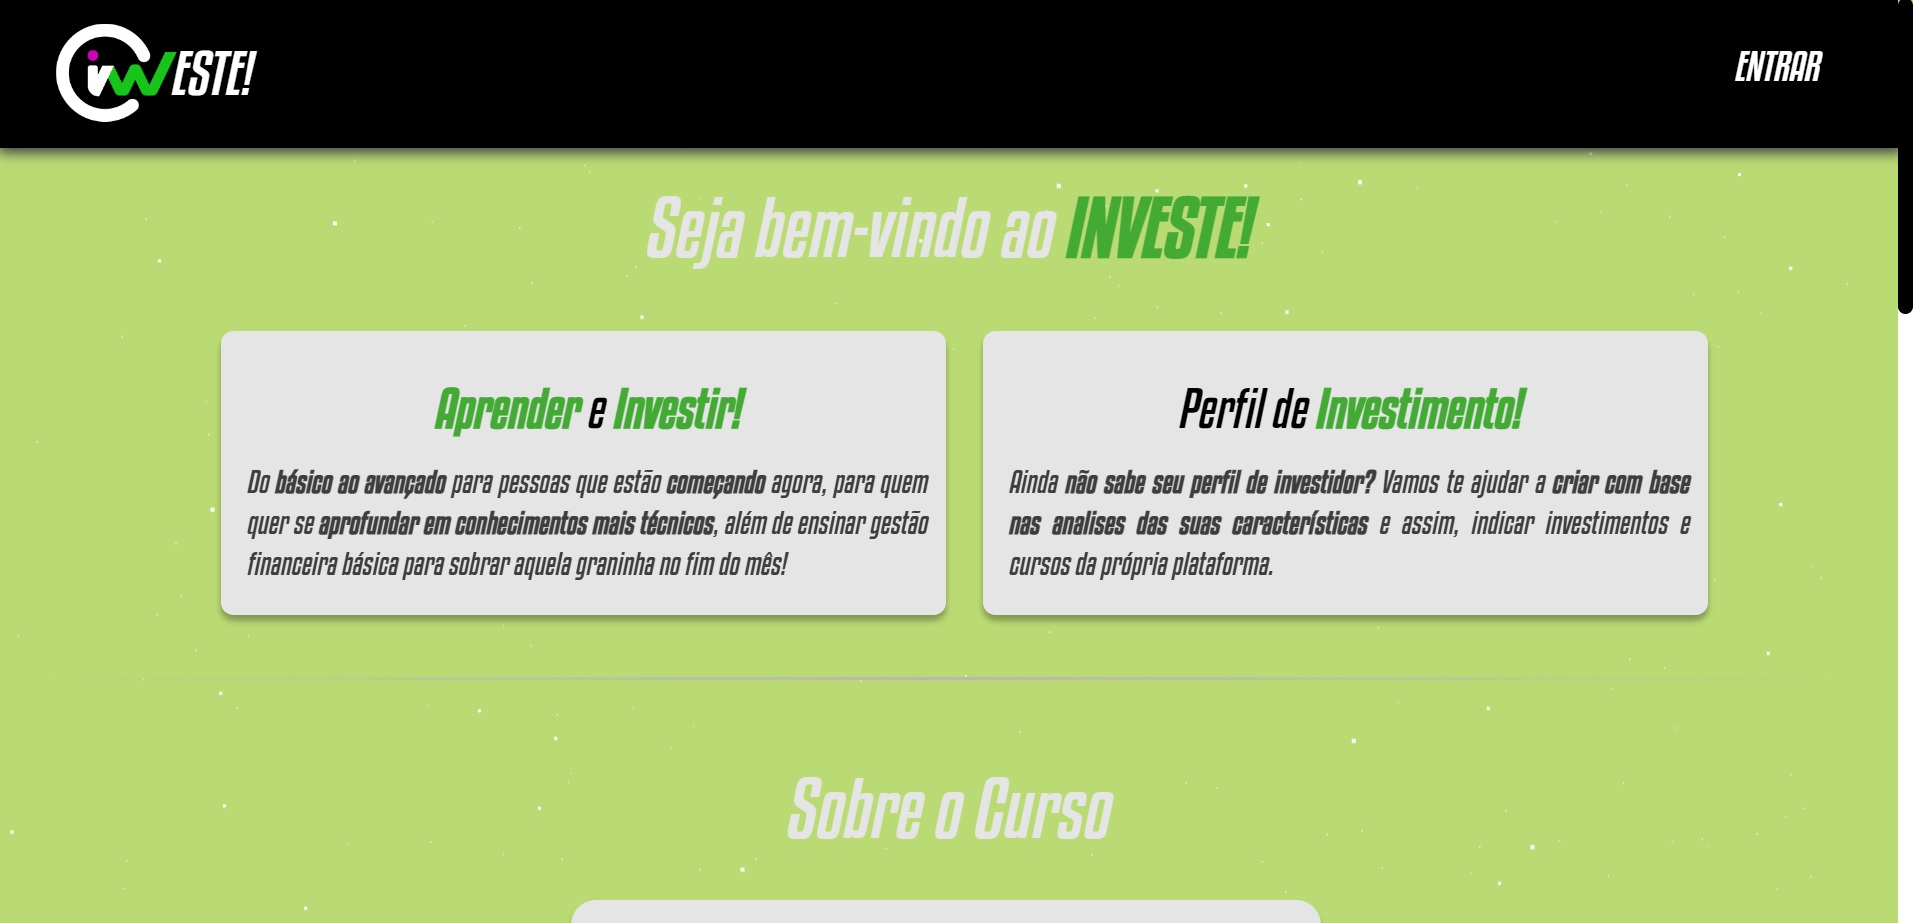 inVESTE!
ENTRAR
Seja bem-vindo ao INVESTE!
Aprender e Investir!
Do básico ao avançado para pessoas que estão começando agora, para quem
quer se aprofundar em conhecimentos mais técnicos, além de ensinar gestão
financeira básica para sobrar aquela graninha no fim do mês!
Perfil de Investimento!
Ainda não sabe seu perfil de investidor? Vamos te ajudar a criar com base
nas analises das suas características e assim, indicar investimentos e
cursos da própria plataforma.
Sobre o Curso